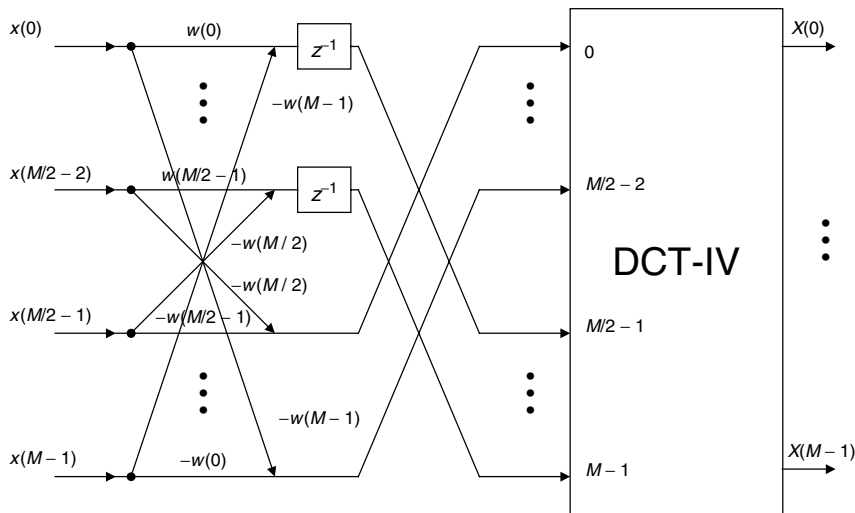 x(0) w(0) z⁻¹ 0 X(0)
−w(M − 1)
x(M/2 − 2) w(M/2 − 1) z⁻¹ M/2 − 2
−w(M / 2)
DCT-IV
−w(M / 2)
x(M/2 − 1) −w(M/2 − 1) M/2 − 1
−w(M − 1)
x(M − 1) −w(0) M − 1 X(M − 1)